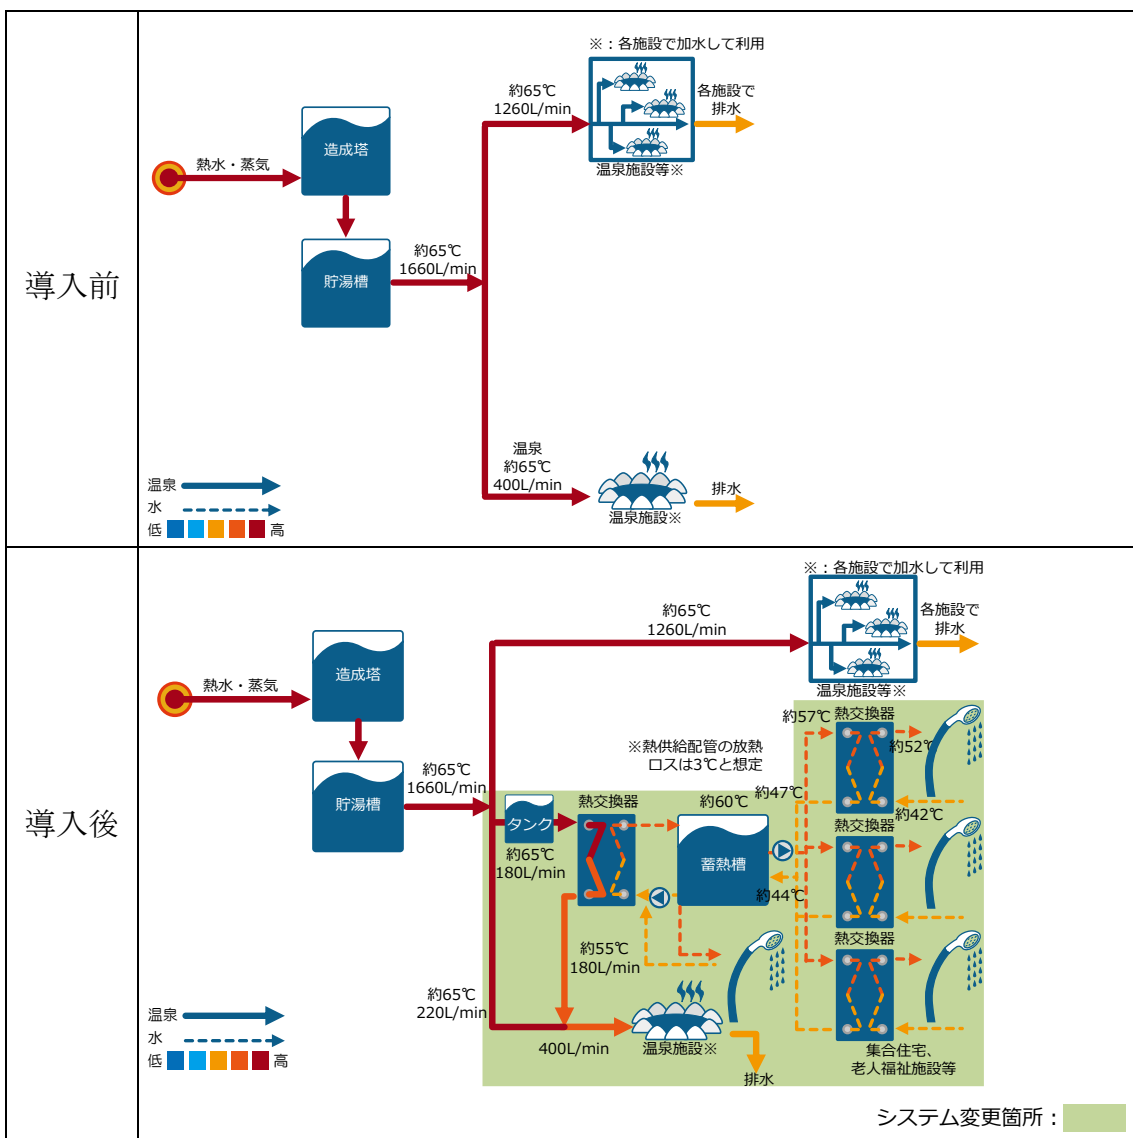 導入前
※：各施設で加水して利用
約65℃
1260L/min
各施設で
排水
温泉施設等※
造成塔
熱水・蒸気
貯湯槽
約65℃
1660L/min
温泉
約65℃
400L/min
温泉施設※
排水
温泉
水
低
高
導入後
※：各施設で加水して利用
約65℃
1260L/min
各施設で
排水
温泉施設等※
造成塔
熱水・蒸気
貯湯槽
約65℃
1660L/min
※熱供給配管の放熱
ロスは3℃と想定
タンク
約65℃
180L/min
熱交換器
約60℃
蓄熱槽
約47℃
約44℃
約57℃
熱交換器
約52℃
約42℃
熱交換器
熱交換器
集合住宅、
老人福祉施設等
約55℃
180L/min
約65℃
220L/min
400L/min
温泉施設※
排水
温泉
水
低
高
システム変更箇所：